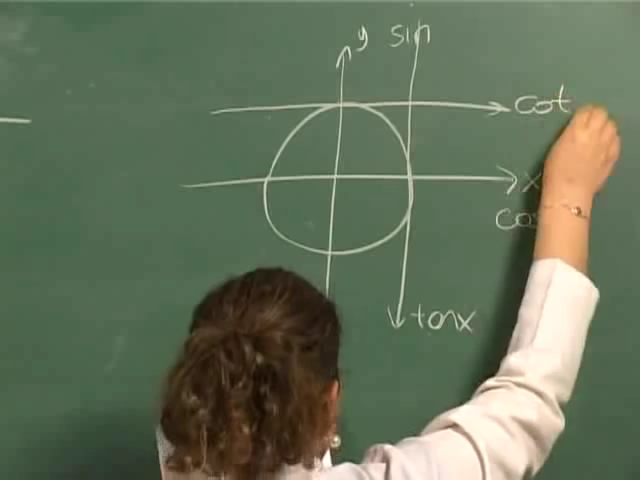 y sin
cot
x
cos
tanx